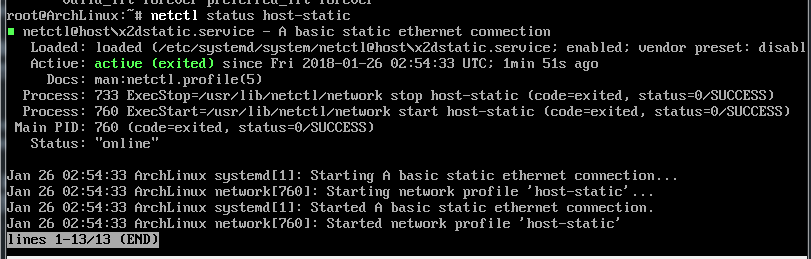 valid_lft forever preferred_lft forever
root@ArchLinux:~# netctl status host-static
■ netctl@host\x2dstatic.service - A basic static ethernet connection
   Loaded: loaded (/etc/systemd/system/netctl@host\x2dstatic.service; enabled; vendor preset: disabl
   Active: active (exited) since Fri 2018-01-26 02:54:33 UTC; 1min 51s ago
     Docs: man:netctl.profile(5)
  Process: 733 ExecStop=/usr/lib/netctl/network stop host-static (code=exited, status=0/SUCCESS)
  Process: 760 ExecStart=/usr/lib/netctl/network start host-static (code=exited, status=0/SUCCESS)
 Main PID: 760 (code=exited, status=0/SUCCESS)
   Status: "online"
Jan 26 02:54:33 ArchLinux systemd[1]: Starting A basic static ethernet connection...
Jan 26 02:54:33 ArchLinux network[760]: Starting network profile 'host-static'...
Jan 26 02:54:33 ArchLinux systemd[1]: Started A basic static ethernet connection.
Jan 26 02:54:33 ArchLinux network[760]: Started network profile 'host-static'
lines 1-13/13 (END)